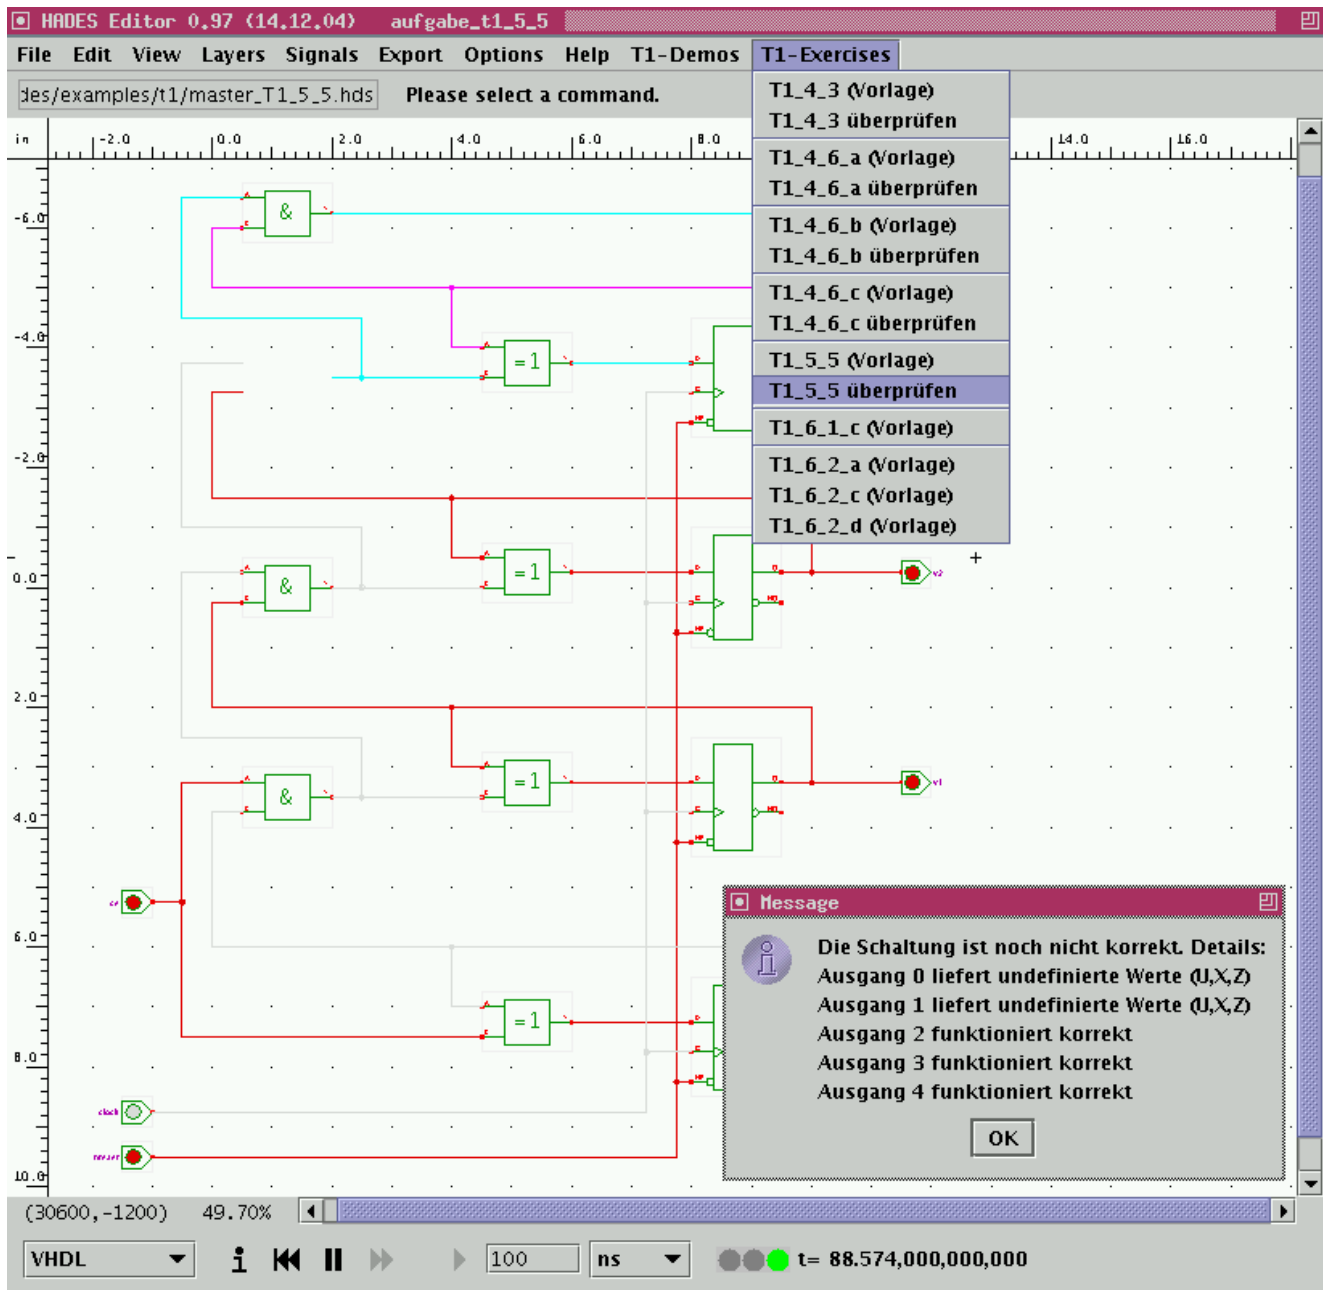 HADES Editor 0.97 (14.12.04) aufgabe_t1_5_5
File Edit View Layers Signals Export Options Help T1-Demos T1-Exercises
des/examples/t1/master_T1_5_5.hds Please select a command.
T1_4_3 (Vorlage)
T1_4_3 überprüfen
T1_4_6_a (Vorlage)
T1_4_6_a überprüfen
T1_4_6_b (Vorlage)
T1_4_6_b überprüfen
T1_4_6_c (Vorlage)
T1_4_6_c überprüfen
T1_5_5 (Vorlage)
T1_5_5 überprüfen
T1_6_1_c (Vorlage)
T1_6_2_a (Vorlage)
T1_6_2_c (Vorlage)
T1_6_2_d (Vorlage)
in -2.0 0.0 2.0 4.0 6.0 8.0 14.0 16.0
-6.0
&
-4.0
=1
-2.0
0.0
&
=1
v2
2.0
4.0
&
=1
v1
6.0
8.0
=1
clock
10.0
Message
Die Schaltung ist noch nicht korrekt. Details:
Ausgang 0 liefert undefinierte Werte (U,X,Z)
Ausgang 1 liefert undefinierte Werte (U,X,Z)
Ausgang 2 funktioniert korrekt
Ausgang 3 funktioniert korrekt
Ausgang 4 funktioniert korrekt
OK
(30600,-1200) 49.70%
VHDL 100 ns t= 88.574,000,000,000